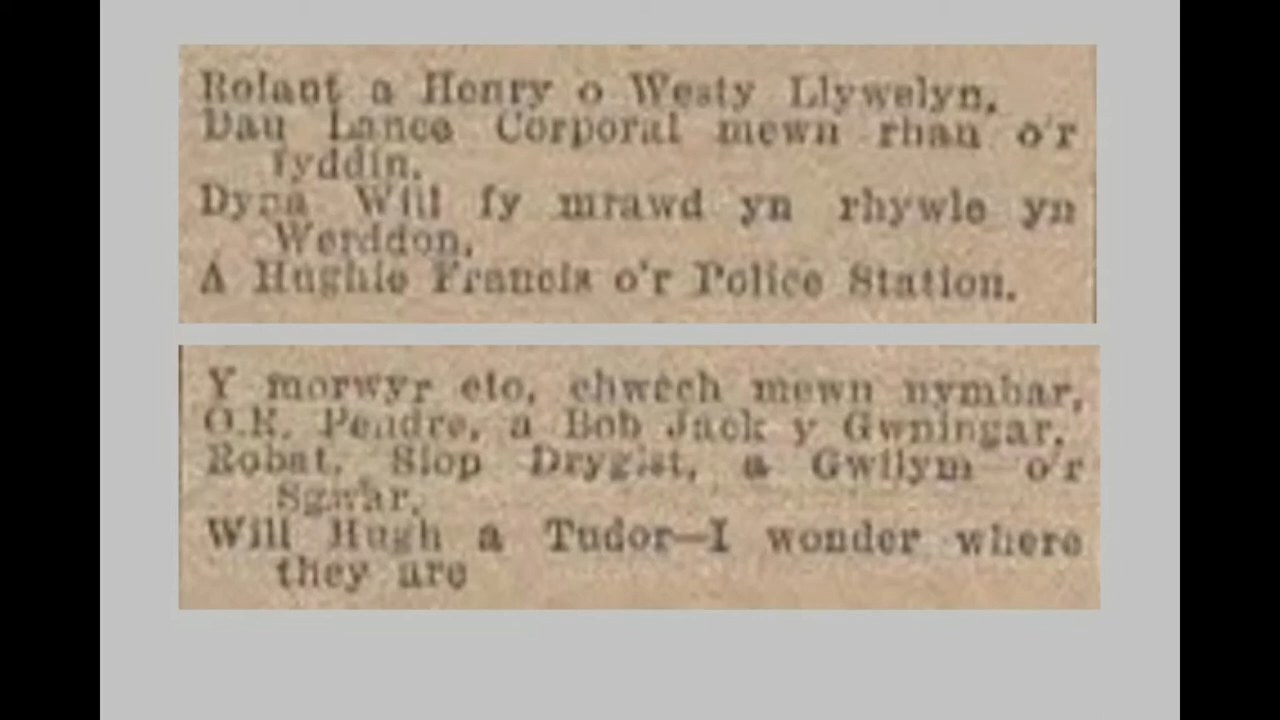 Rolant a Henry o Westy Llywelyn,
Dau Lance Corporal mewn rhan o'r
fyddin.
Dyna Will fy mrawd yn rhywle yn
Werddon,
A Hughie Francis o'r Police Station.
Y morwyr eto, chwech mewn nymbar,
O.R. Pendre, a Bob Jack y Gwningar,
Robat, Siop Drygist, a Gwilym o'r
Sgwâr,
Will Hugh a Tudor—I wonder where
they are